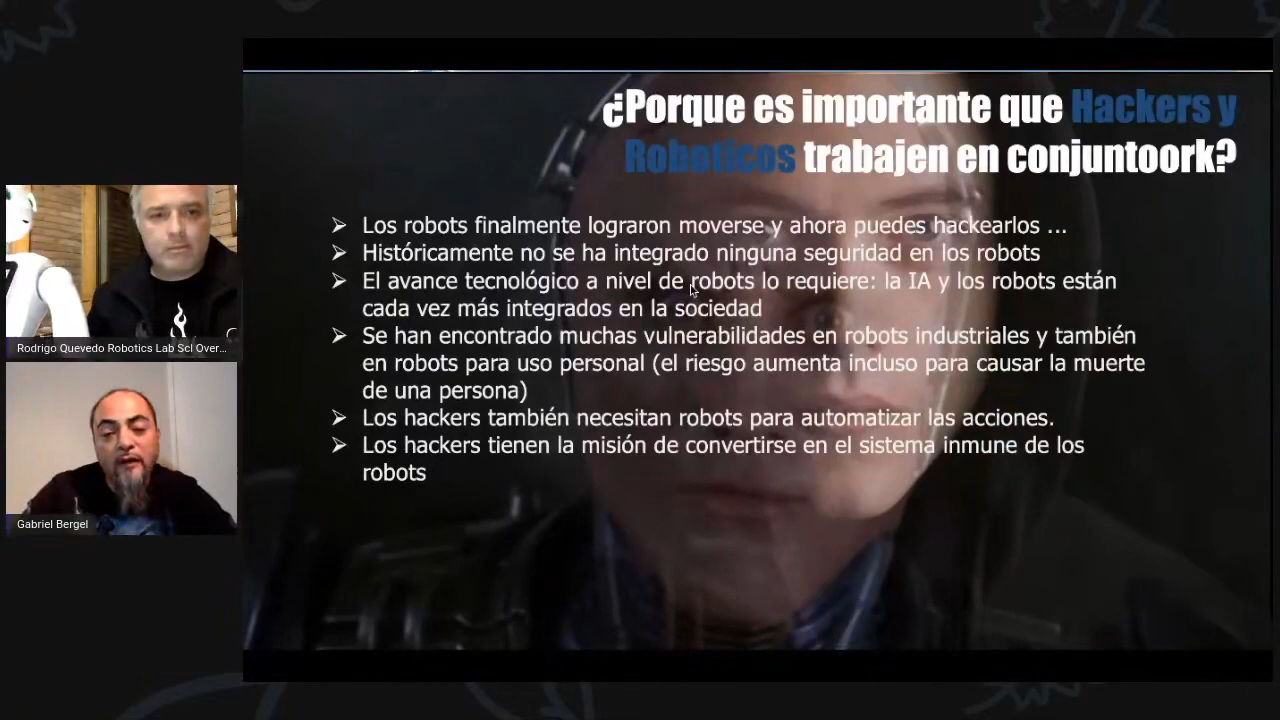 ¿Porque es importante que Hackers y
Roboticos trabajen en conjuntoork?
➢ Los robots finalmente lograron moverse y ahora puedes hackearlos ...
➢ Históricamente no se ha integrado ninguna seguridad en los robots
➢ El avance tecnológico a nivel de robots lo requiere: la IA y los robots están
cada vez más integrados en la sociedad
➢ Se han encontrado muchas vulnerabilidades en robots industriales y también
en robots para uso personal (el riesgo aumenta incluso para causar la muerte
de una persona)
➢ Los hackers también necesitan robots para automatizar las acciones.
➢ Los hackers tienen la misión de convertirse en el sistema inmune de los
robots
Rodrigo Quevedo Robotics Lab Scl Over...
Gabriel Bergel